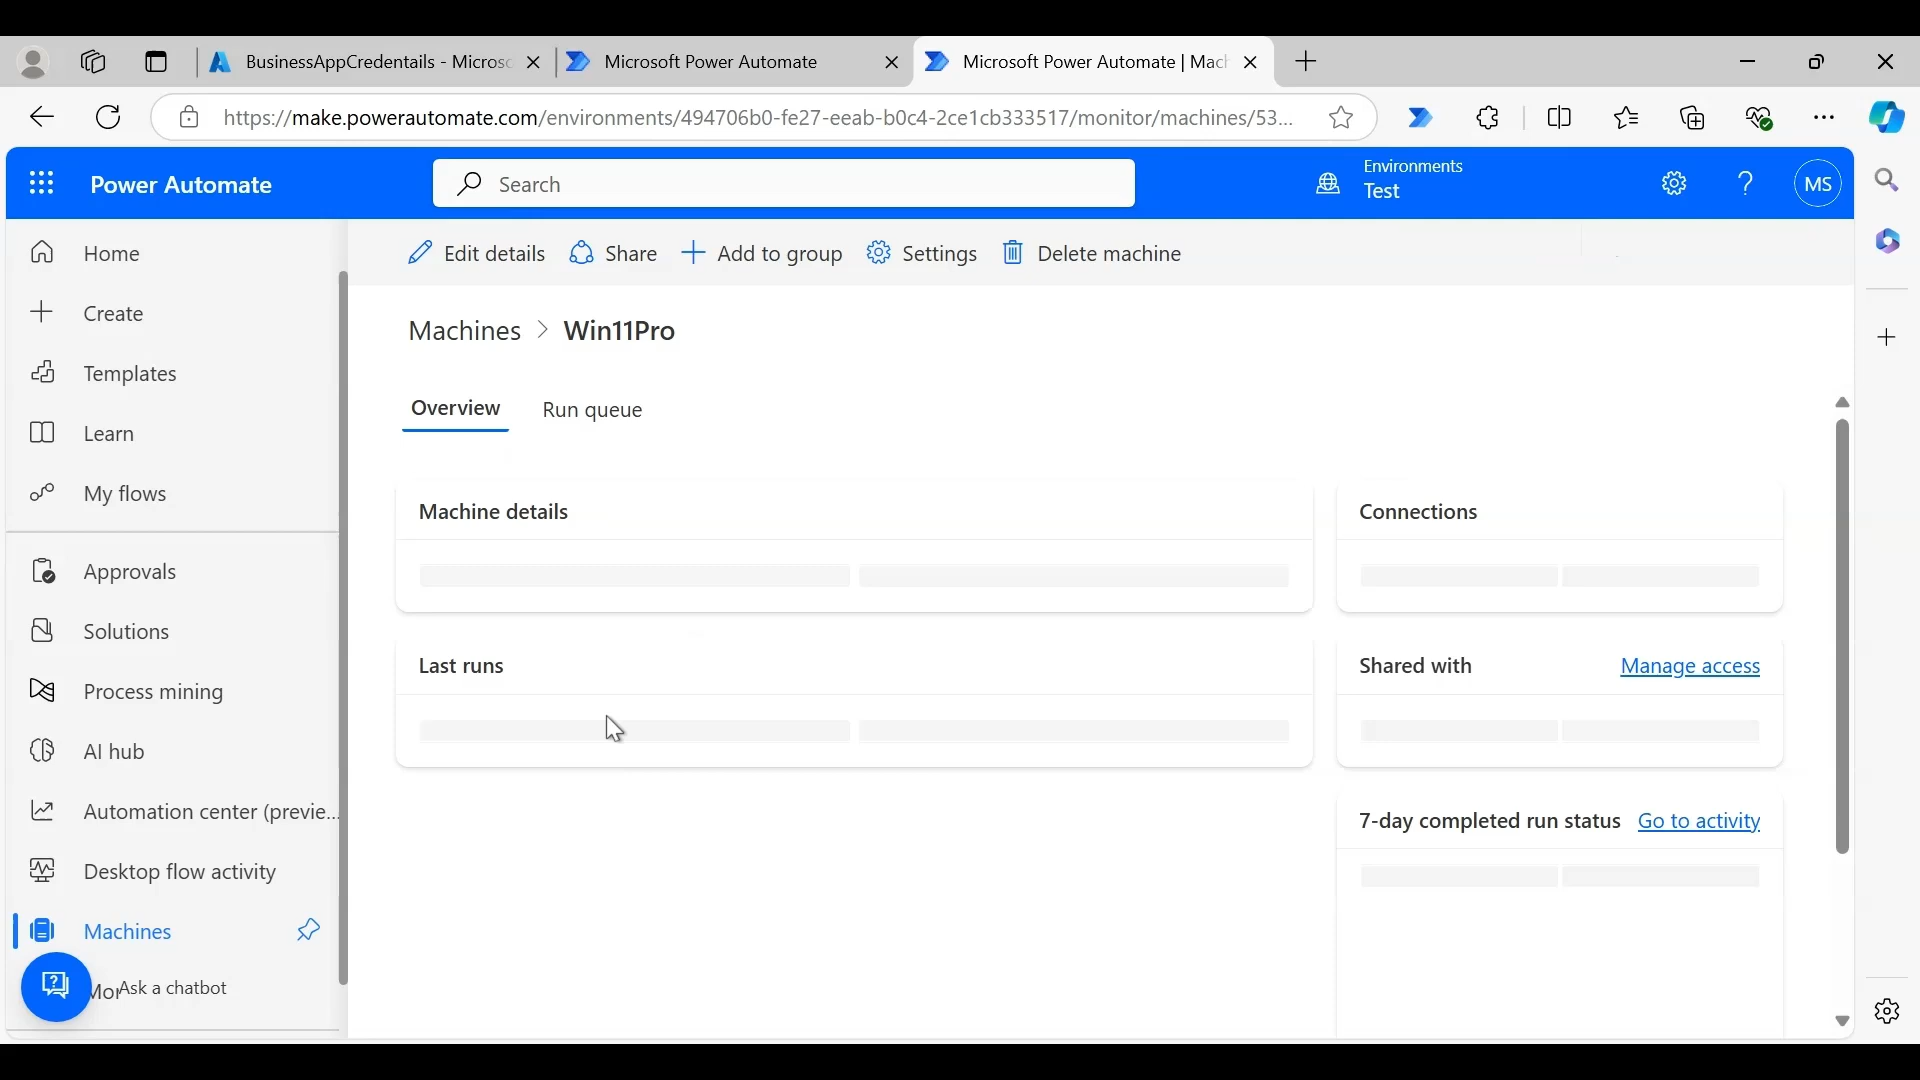 BusinessAppCredentails - Microsc
Microsoft Power Automate
Microsoft Power Automate | Mach
https://make.powerautomate.com/environments/494706b0-fe27-eeab-b0c4-2ce1cb333517/monitor/machines/53...
Power Automate
Search
Environments
Test
MS
Home
Create
Templates
Learn
My flows
Approvals
Solutions
Process mining
AI hub
Automation center (previe...
Desktop flow activity
Machines
Mor
Ask a chatbot
Edit details
Share
Add to group
Settings
Delete machine
Machines > Win11Pro
Overview
Run queue
Machine details
Last runs
Connections
Shared with
Manage access
7-day completed run status
Go to activity